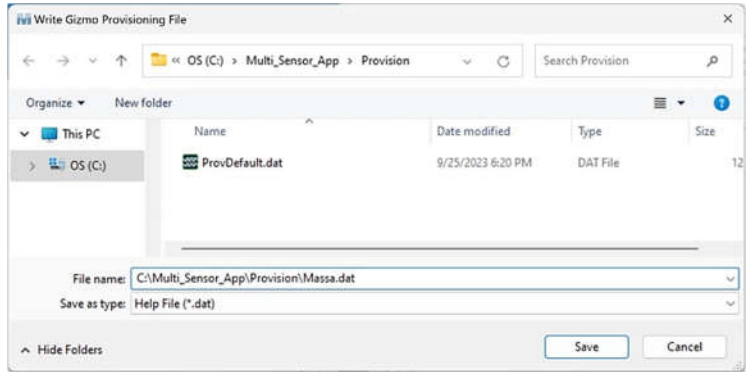 Write Gizmo Provisioning File
« OS (C:) › Multi_Sensor_App › Provision
Search Provision
Organize
New folder
Name
Date modified
Type
Size
This PC
OS (C:)
ProvDefault.dat
9/25/2023 6:20 PM
DAT File
12
File name: C:\Multi_Sensor_App\Provision\Massa.dat
Save as type: Help File (*.dat)
Hide Folders
Save
Cancel